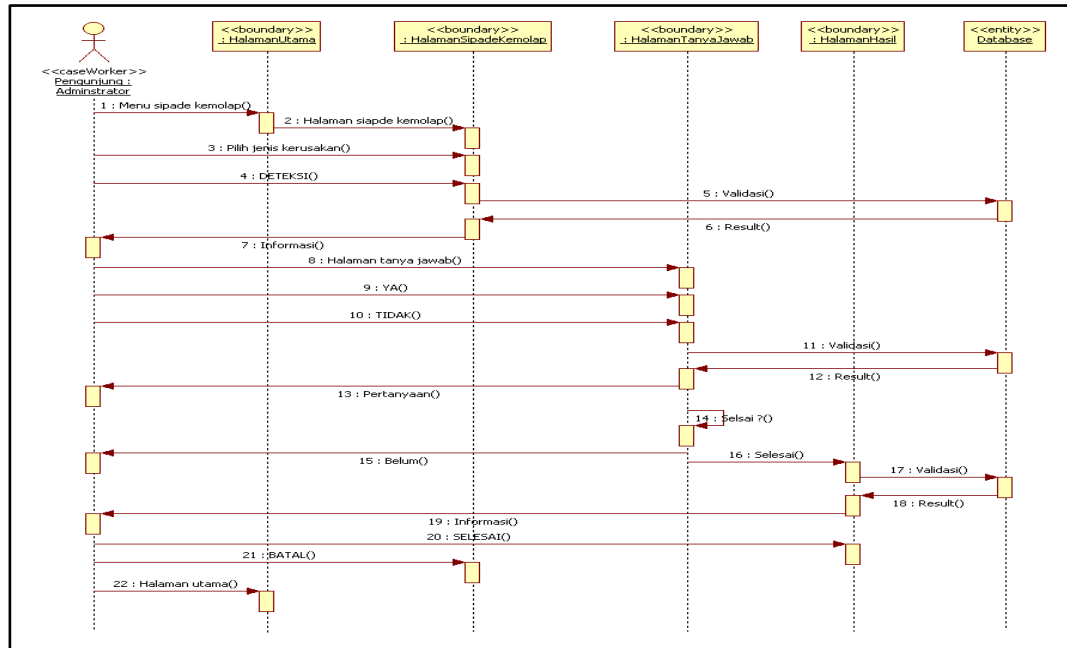 <<boundary>>
: HalamanUtama
<<boundary>>
: HalamanSipadeKemolap
<<boundary>>
: HalamanTanyaJawab
<<boundary>>
: HalamanHasil
<<entity>>
Database
<<caseWorker>>
Pengunjung :
Adminstrator
1 : Menu sipade kemolap()
2 : Halaman siapde kemolap()
3 : Pilih jenis kerusakan()
4 : DETEKSI()
5 : Validasi()
6 : Result()
7 : Informasi()
8 : Halaman tanya jawab()
9 : YA()
10 : TIDAK()
11 : Validasi()
12 : Result()
13 : Pertanyaan()
14 : Selsai ?()
15 : Belum()
16 : Selesai()
17 : Validasi()
18 : Result()
19 : Informasi()
20 : SELESAI()
21 : BATAL()
22 : Halaman utama()